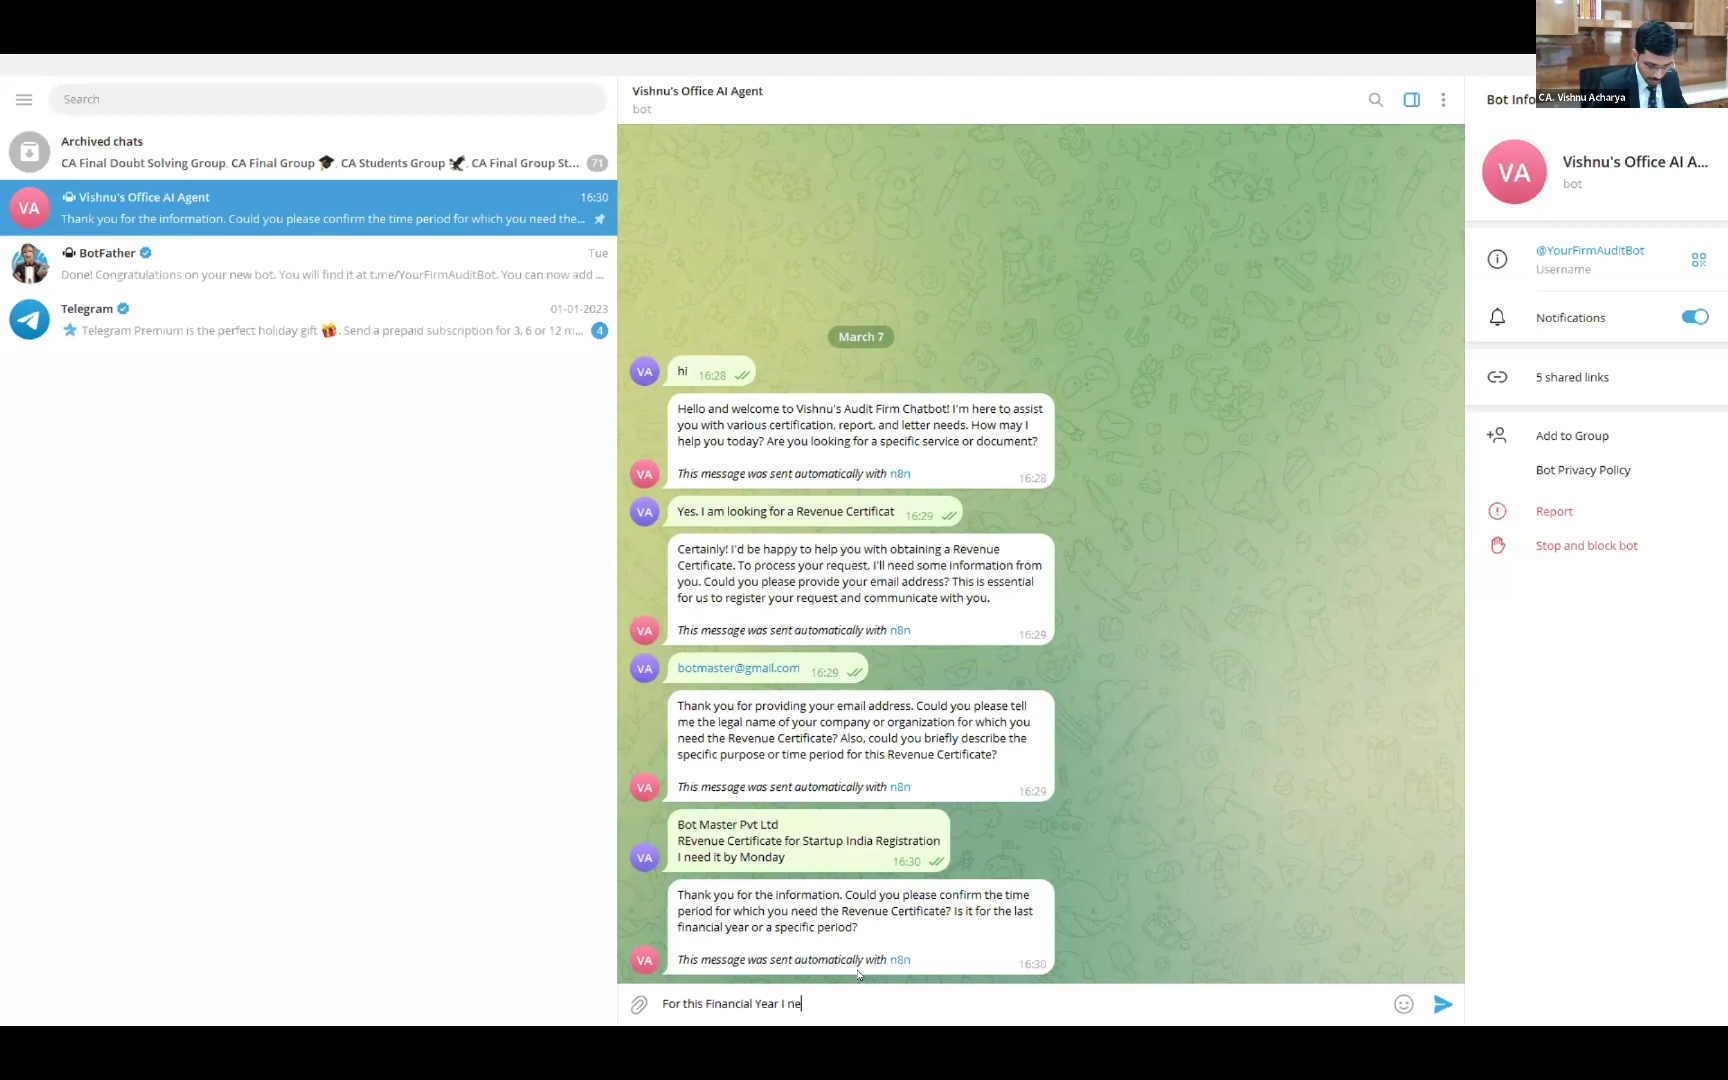 CA. Vishnu Acharya
Search
Archived chats
CA Final Doubt Solving Group, CA Final Group 🎓, CA Students Group 🦅, CA Final Group St...
71
Vishnu's Office AI Agent
16:30
Thank you for the information. Could you please confirm the time period for which you need the...
BotFather
Tue
Done! Congratulations on your new bot. You will find it at t.me/YourFirmAuditBot. You can now add ...
Telegram
01-01-2023
Telegram Premium is the perfect holiday gift 🎁. Send a prepaid subscription for 3, 6 or 12 m...
4
VA
Vishnu's Office AI Agent
bot
March 7
VA
hi
16:28
Hello and welcome to Vishnu's Audit Firm Chatbot! I'm here to assist
you with various certification, report, and letter needs. How may I
help you today? Are you looking for a specific service or document?
VA
This message was sent automatically with n8n
16:28
VA
Yes. I am looking for a Revenue Certificat
16:29
Certainly! I'd be happy to help you with obtaining a Revenue
Certificate. To process your request, I'll need some information from
you. Could you please provide your email address? This is essential
for us to register your request and communicate with you.
VA
This message was sent automatically with n8n
16:29
VA
botmaster@gmail.com
16:29
Thank you for providing your email address. Could you please tell
me the legal name of your company or organization for which you
need the Revenue Certificate? Also, could you briefly describe the
specific purpose or time period for this Revenue Certificate?
VA
This message was sent automatically with n8n
16:29
Bot Master Pvt Ltd
REvenue Certificate for Startup India Registration
VA
I need it by Monday
16:30
Thank you for the information. Could you please confirm the time
period for which you need the Revenue Certificate? Is it for the last
financial year or a specific period?
VA
This message was sent automatically with n8n
16:30
For this Financial Year I ne
Bot Info
VA
Vishnu's Office AI A...
bot
@YourFirmAuditBot
Username
Notifications
5 shared links
Add to Group
Bot Privacy Policy
Report
Stop and block bot